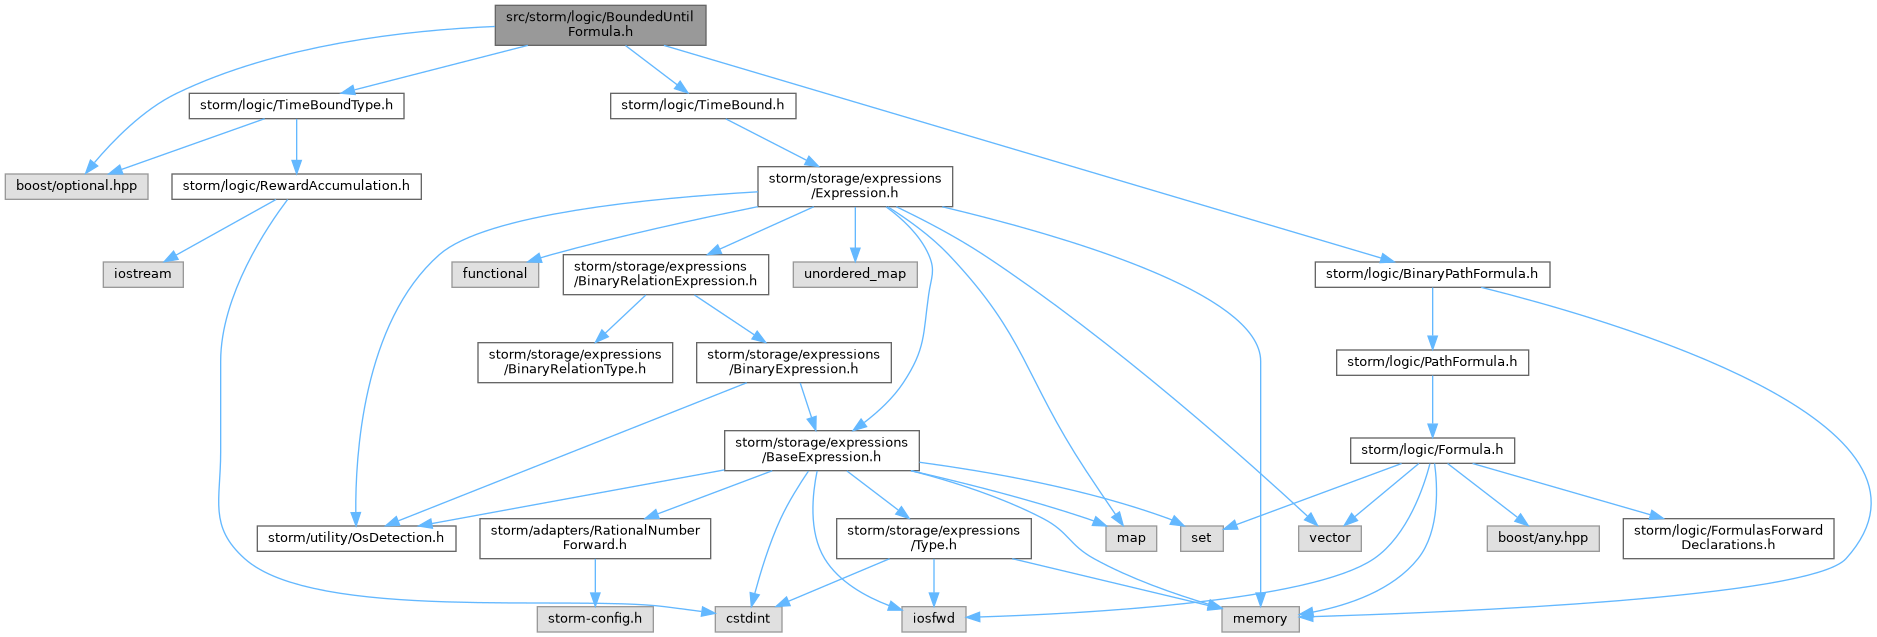 src/storm/logic/BoundedUntil
Formula.h
storm/logic/TimeBoundType.h
storm/logic/TimeBound.h
boost/optional.hpp
storm/logic/RewardAccumulation.h
storm/storage/expressions
/Expression.h
iostream
functional
storm/storage/expressions
/BinaryRelationExpression.h
unordered_map
storm/logic/BinaryPathFormula.h
storm/storage/expressions
/BinaryRelationType.h
storm/storage/expressions
/BinaryExpression.h
storm/logic/PathFormula.h
storm/storage/expressions
/BaseExpression.h
storm/logic/Formula.h
storm/utility/OsDetection.h
storm/adapters/RationalNumber
Forward.h
storm/storage/expressions
/Type.h
map
set
vector
boost/any.hpp
storm/logic/FormulasForward
Declarations.h
storm-config.h
cstdint
iosfwd
memory